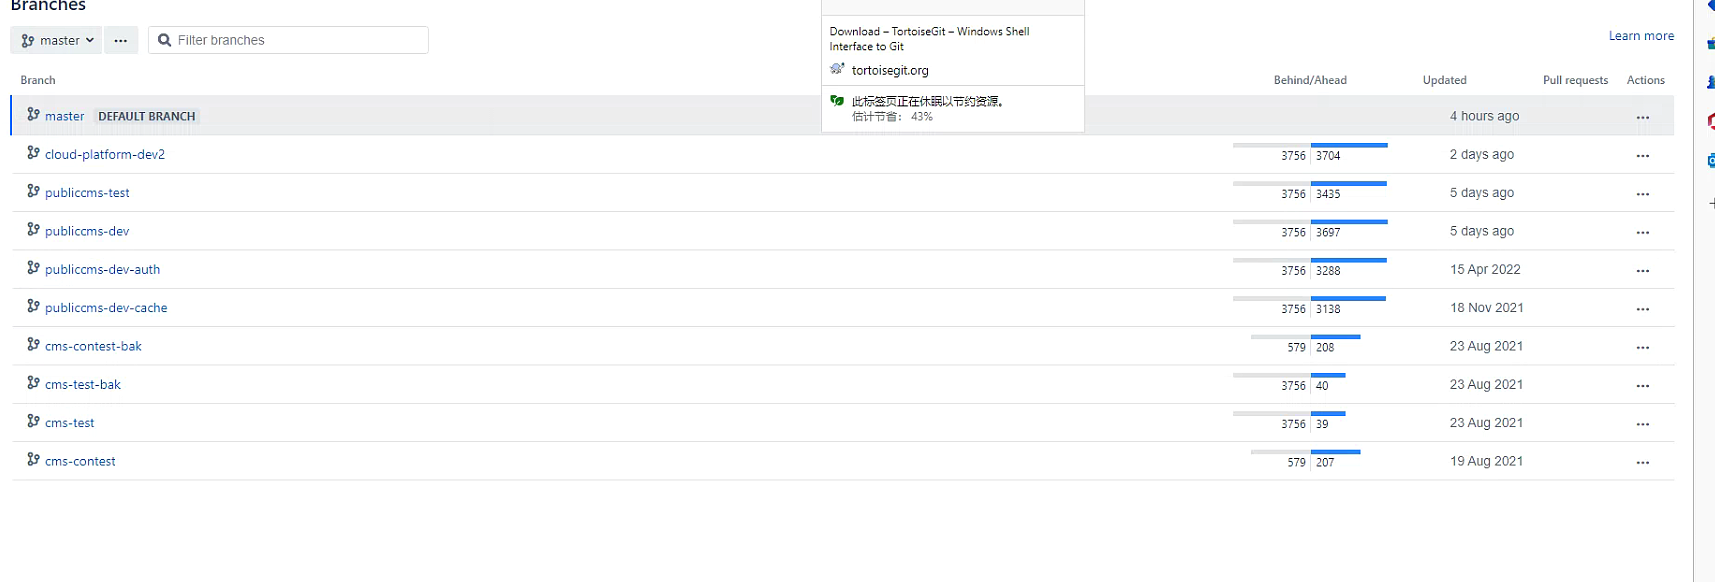 Branches
master
Filter branches
Download – TortoiseGit – Windows Shell
Interface to Git
tortoisegit.org
此标签页正在休眠以节约资源。
估计节省: 43%
Learn more
Branch Behind/Ahead Updated Pull requests Actions
master DEFAULT BRANCH 4 hours ago
cloud-platform-dev2 3756 3704 2 days ago
publiccms-test 3756 3435 5 days ago
publiccms-dev 3756 3697 5 days ago
publiccms-dev-auth 3756 3288 15 Apr 2022
publiccms-dev-cache 3756 3138 18 Nov 2021
cms-contest-bak 579 208 23 Aug 2021
cms-test-bak 3756 40 23 Aug 2021
cms-test 3756 39 23 Aug 2021
cms-contest 579 207 19 Aug 2021